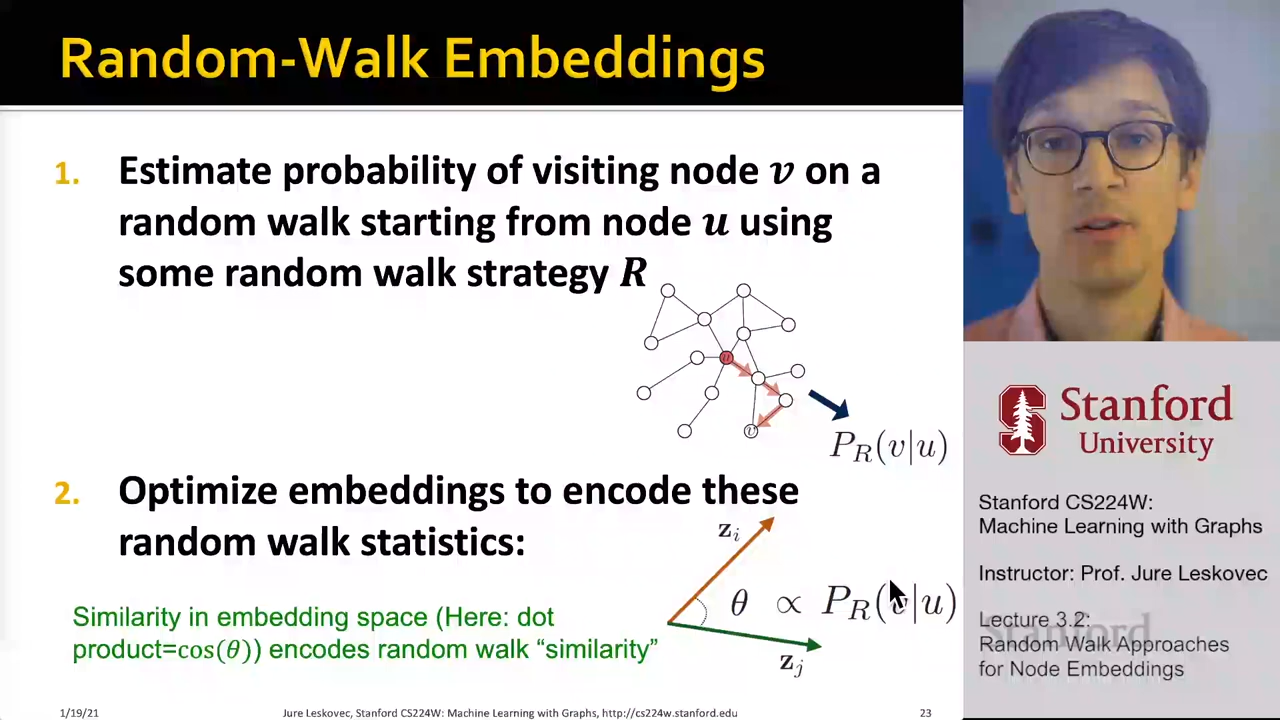 Random-Walk Embeddings
1. Estimate probability of visiting node v on a
random walk starting from node u using
some random walk strategy R
u
v
P_R(v|u)
2. Optimize embeddings to encode these
random walk statistics:
z_i
θ ∝ P_R(v|u)
z_j
Similarity in embedding space (Here: dot
product=cos(θ)) encodes random walk “similarity”
1/19/21
Jure Leskovec, Stanford CS224W: Machine Learning with Graphs, http://cs224w.stanford.edu
23
Stanford
University
Stanford CS224W:
Machine Learning with Graphs
Instructor: Prof. Jure Leskovec
Lecture 3.2:
Random Walk Approaches
for Node Embeddings
Stanford